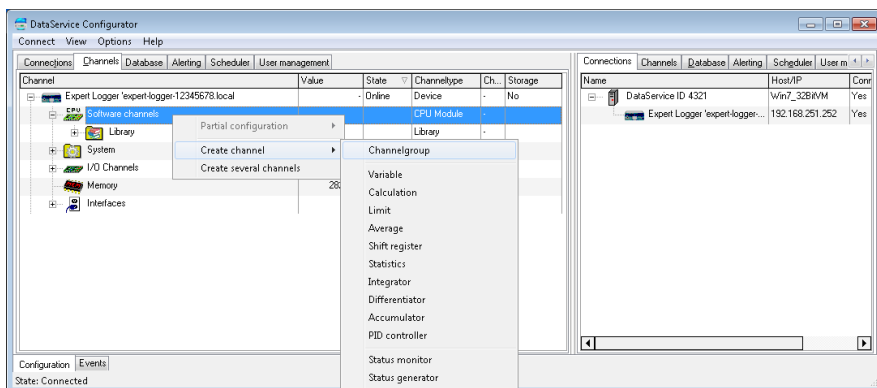 DataService Configurator
Connect View Options Help
Connections Channels Database Alerting Scheduler User management
Channel Value State Channeltype Ch... Storage
Expert Logger 'expert-logger-12345678.local - Online Device - No
Software channels CPU Module -
Library Library -
System
I/O Channels
Memory
Interfaces
Partial configuration
Create channel
Create several channels
Channelgroup
Variable
Calculation
Limit
Average
Shift register
Statistics
Integrator
Differentiator
Accumulator
PID controller
Status monitor
Status generator
Connections Channels Database Alerting Scheduler User m
Name Host/IP Conr
DataService ID 4321 Win7_32BitVM Yes
Expert Logger 'expert-logger-... 192.168.251.252 Yes
Configuration Events
State: Connected